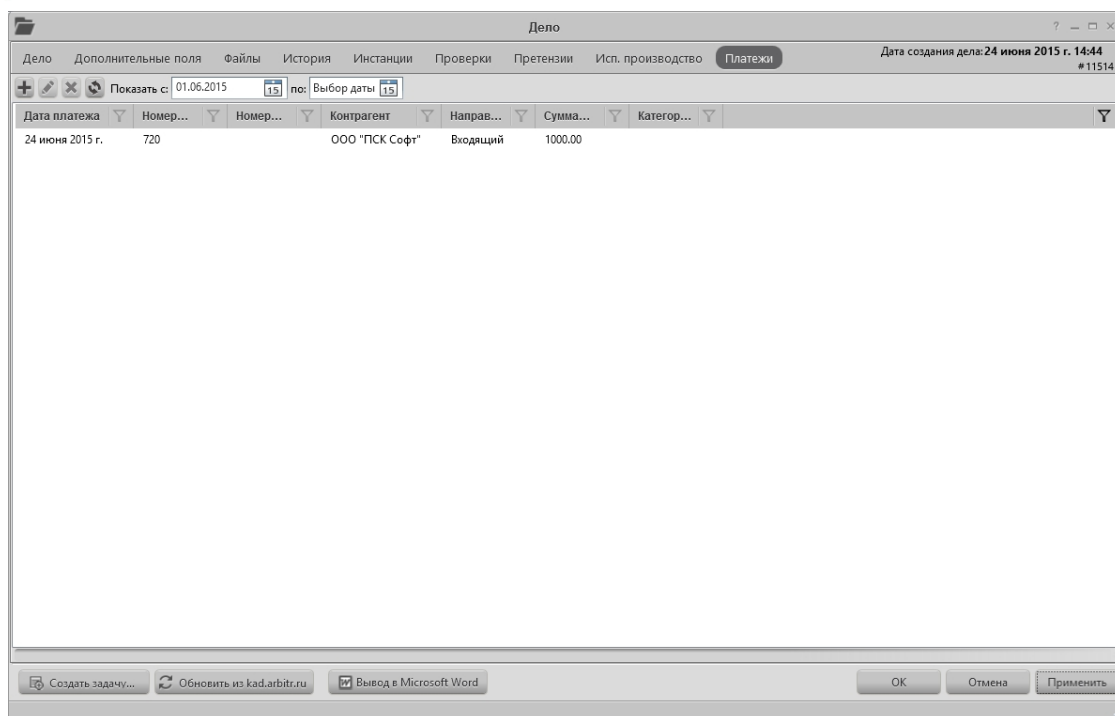 Дело
Дело Дополнительные поля Файлы История Инстанции Проверки Претензии Исп. производство Платежи Дата создания дела: 24 июня 2015 г. 14:44
#11514
Показать с: 01.06.2015 15 по: Выбор даты 15
Дата платежа Номер... Номер... Контрагент Направ... Сумма... Категор...
24 июня 2015 г. 720 ООО "ПСК Софт" Входящий 1000.00
Создать задачу... Обновить из kad.arbitr.ru Вывод в Microsoft Word OK Отмена Применить